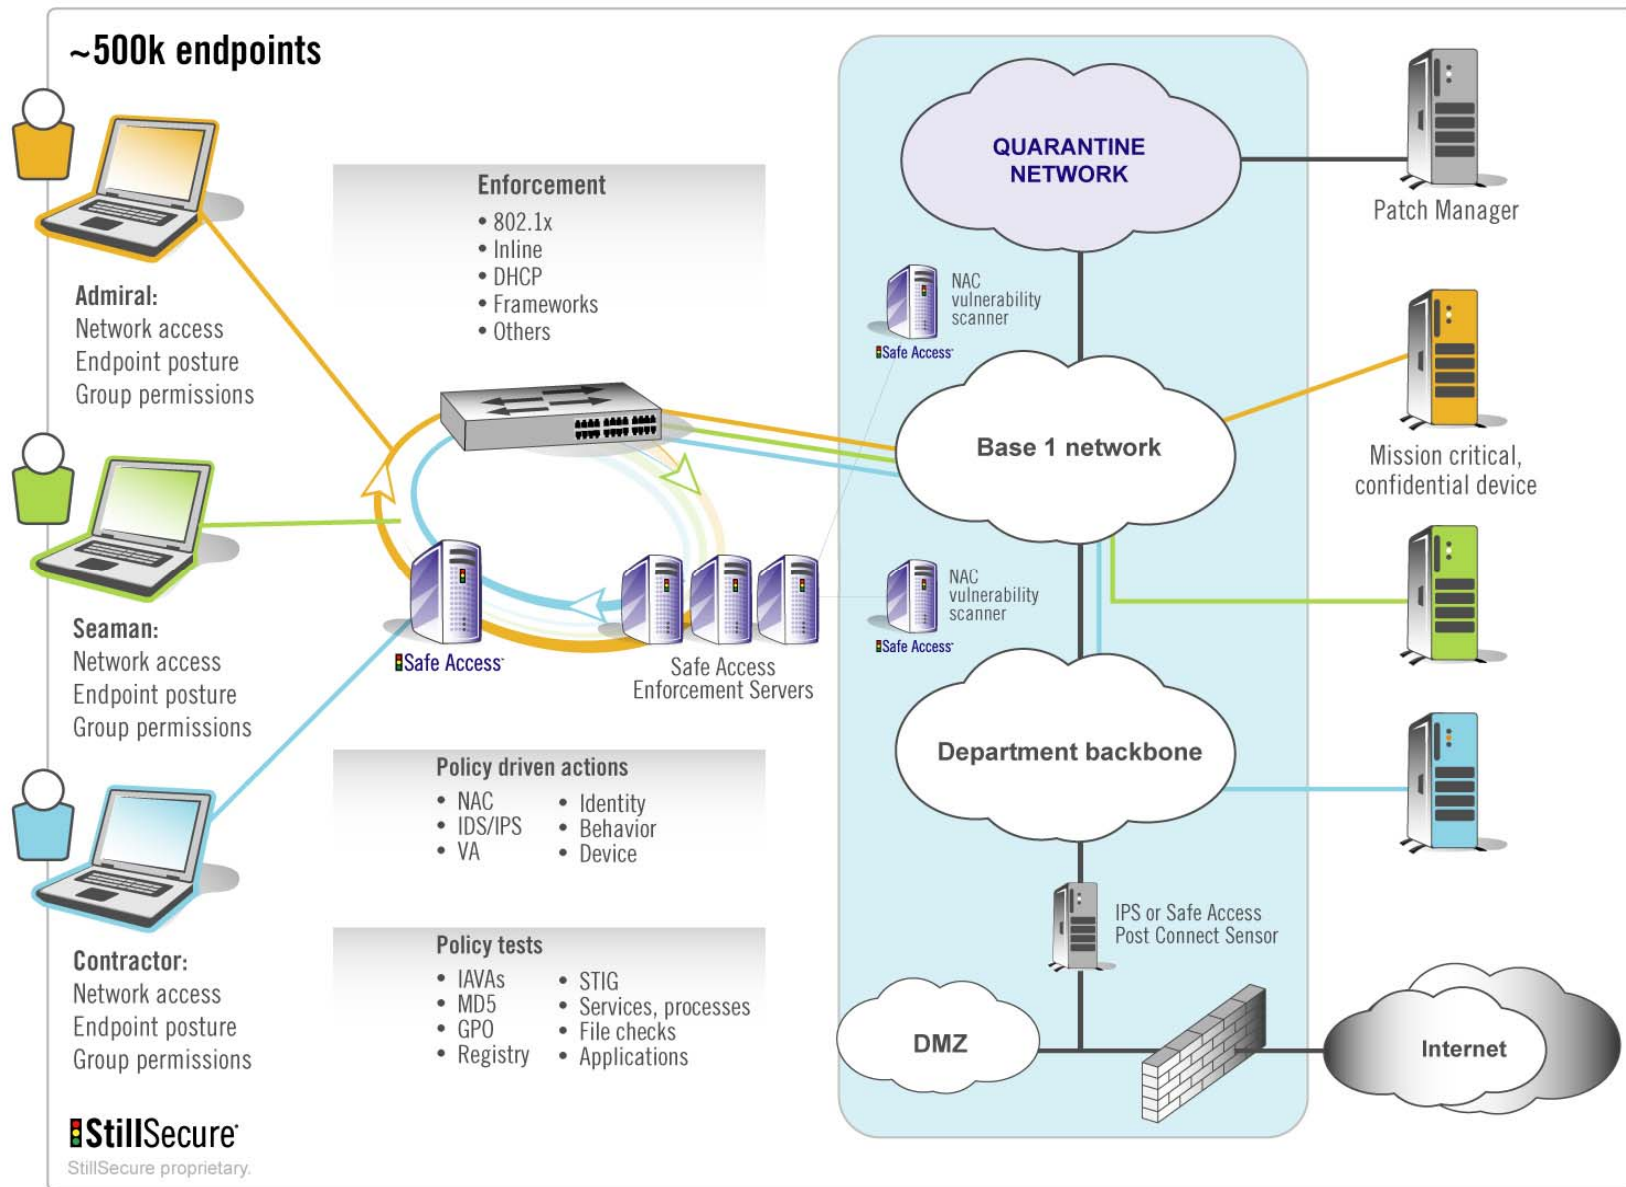 ~500k endpoints
Admiral:
Network access
Endpoint posture
Group permissions
Seaman:
Network access
Endpoint posture
Group permissions
Contractor:
Network access
Endpoint posture
Group permissions
Enforcement
• 802.1x
• Inline
• DHCP
• Frameworks
• Others
Safe Access
Safe Access
Enforcement Servers
Policy driven actions
• NAC
• IDS/IPS
• VA
• Identity
• Behavior
• Device
Policy tests
• IAVAs
• MD5
• GPO
• Registry
• STIG
• Services, processes
• File checks
• Applications
QUARANTINE
NETWORK
NAC
vulnerability
scanner
Safe Access
Base 1 network
NAC
vulnerability
scanner
Safe Access
Department backbone
IPS or Safe Access
Post Connect Sensor
DMZ
Internet
Patch Manager
Mission critical,
confidential device
StillSecure
StillSecure proprietary.